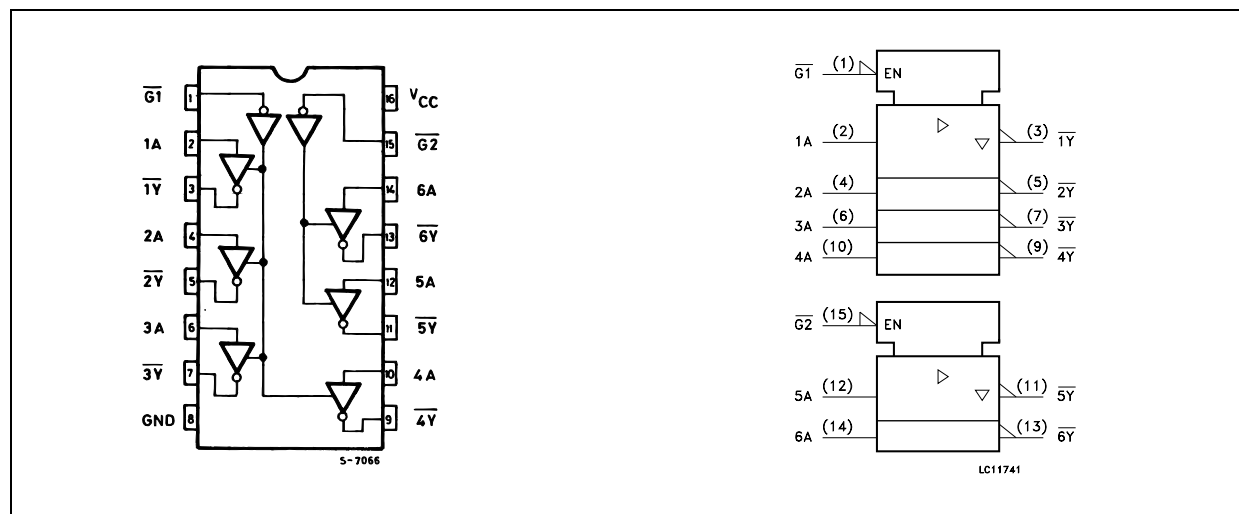 G1 1 16 VCC
1A 2 15 G2
1Y 3 14 6A
2A 4 13 6Y
2Y 5 12 5A
3A 6 11 5Y
3Y 7 10 4A
GND 8 9 4Y
S-7066
G1 (1) EN
1A (2) (3) 1Y
2A (4) (5) 2Y
3A (6) (7) 3Y
4A (10) (9) 4Y
G2 (15) EN
5A (12) (11) 5Y
6A (14) (13) 6Y
LC11741